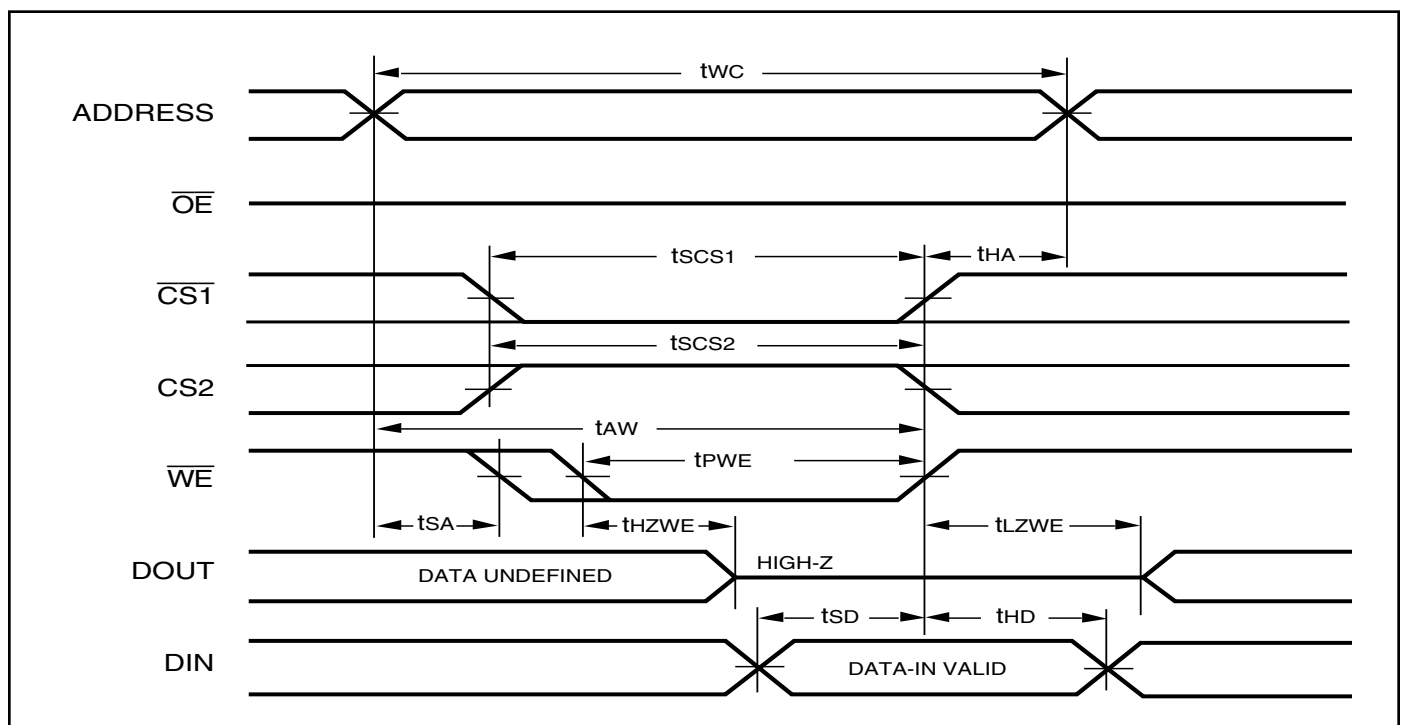 tWC
ADDRESS
OE
tSCS1
tHA
CS1
tSCS2
CS2
tAW
tPWE
WE
tSA
tHZWE
tLZWE
DOUT
DATA UNDEFINED
HIGH-Z
tSD
tHD
DIN
DATA-IN VALID